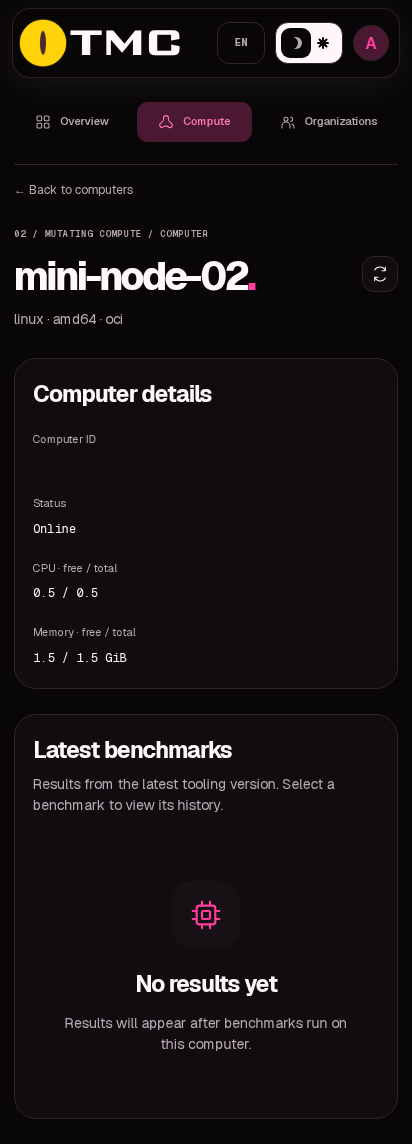 TMC
EN
A
Overview
Compute
Organizations
← Back to computers
02 / MUTATING COMPUTE / COMPUTER
mini-node-02.
linux · amd64 · oci
Computer details
Computer ID
Status
Online
CPU · free / total
0.5 / 0.5
Memory · free / total
1.5 / 1.5 GiB
Latest benchmarks
Results from the latest tooling version. Select a
benchmark to view its history.
No results yet
Results will appear after benchmarks run on
this computer.